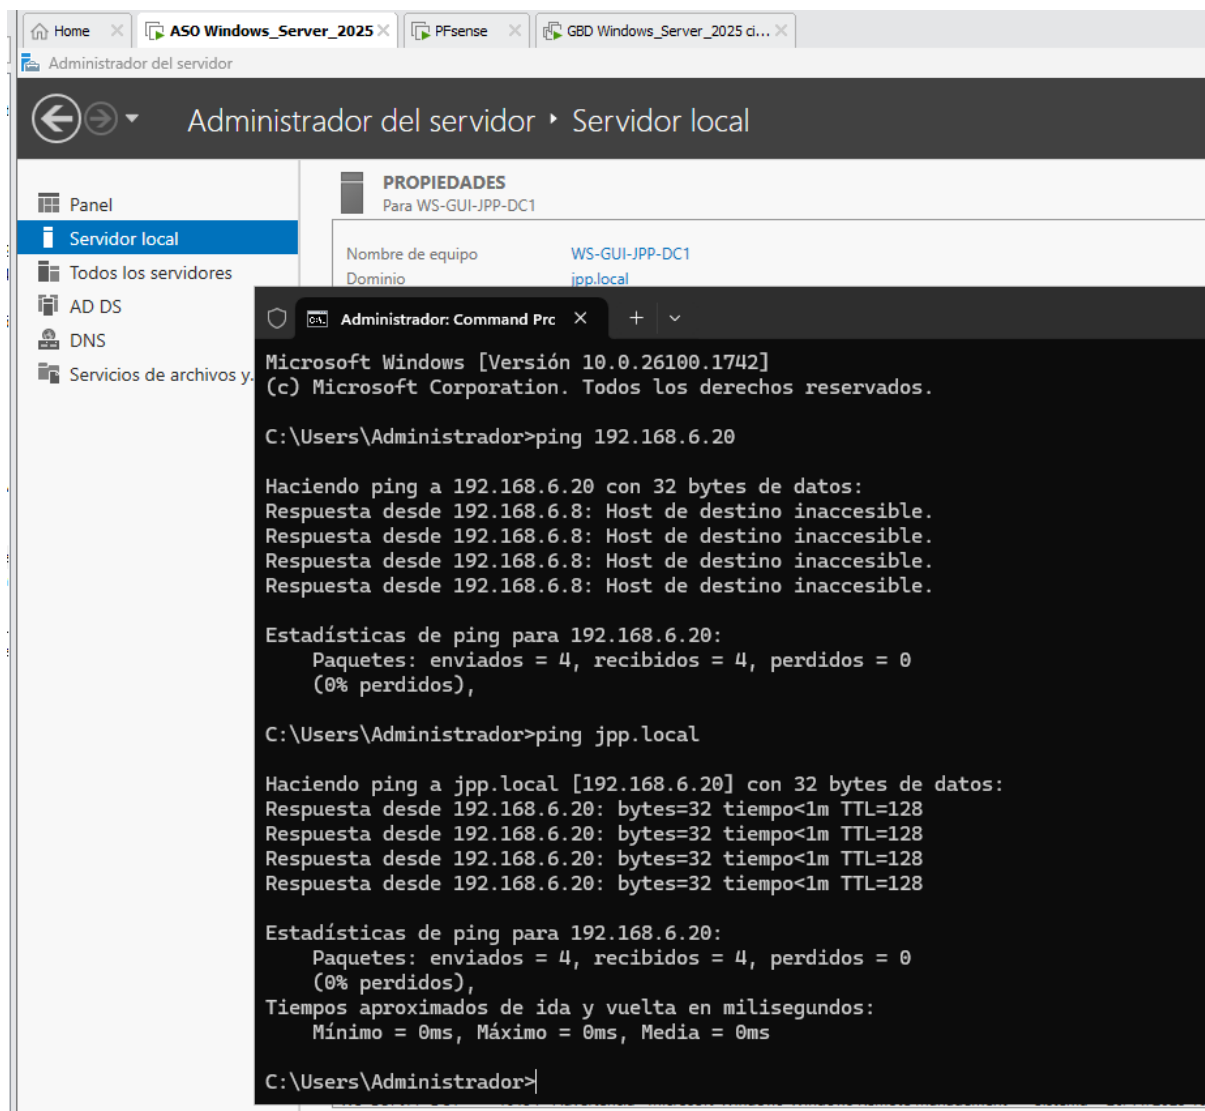 Home
ASO Windows_Server_2025
PFsense
GBD Windows_Server_2025 ci...
Administrador del servidor
Administrador del servidor
Servidor local
PROPIEDADES
Para WS-GUI-JPP-DC1
Panel
Servidor local
Todos los servidores
AD DS
DNS
Servicios de archivos y.
Nombre de equipo
WS-GUI-JPP-DC1
Dominio
jpp.local
Administrador: Command Prc
Microsoft Windows [Versión 10.0.26100.1742]
(c) Microsoft Corporation. Todos los derechos reservados.
C:\Users\Administrador>ping 192.168.6.20
Haciendo ping a 192.168.6.20 con 32 bytes de datos:
Respuesta desde 192.168.6.8: Host de destino inaccesible.
Respuesta desde 192.168.6.8: Host de destino inaccesible.
Respuesta desde 192.168.6.8: Host de destino inaccesible.
Respuesta desde 192.168.6.8: Host de destino inaccesible.
Estadísticas de ping para 192.168.6.20:
Paquetes: enviados = 4, recibidos = 4, perdidos = 0
(0% perdidos),
C:\Users\Administrador>ping jpp.local
Haciendo ping a jpp.local [192.168.6.20] con 32 bytes de datos:
Respuesta desde 192.168.6.20: bytes=32 tiempo<1m TTL=128
Respuesta desde 192.168.6.20: bytes=32 tiempo<1m TTL=128
Respuesta desde 192.168.6.20: bytes=32 tiempo<1m TTL=128
Respuesta desde 192.168.6.20: bytes=32 tiempo<1m TTL=128
Estadísticas de ping para 192.168.6.20:
Paquetes: enviados = 4, recibidos = 4, perdidos = 0
(0% perdidos),
Tiempos aproximados de ida y vuelta en milisegundos:
Mínimo = 0ms, Máximo = 0ms, Media = 0ms
C:\Users\Administrador>